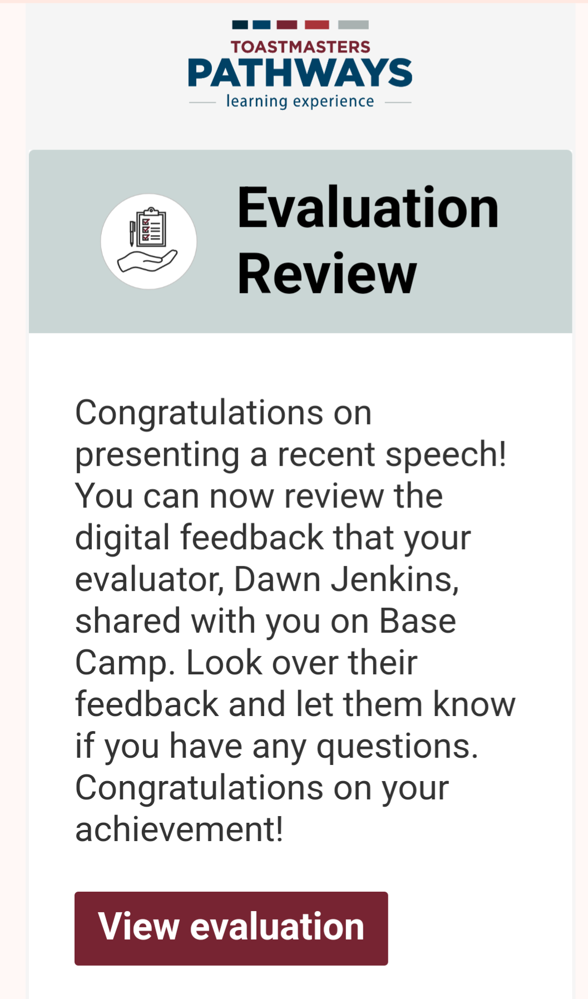 TOASTMASTERS
PATHWAYS
learning experience
Evaluation
Review
Congratulations on
presenting a recent speech!
You can now review the
digital feedback that your
evaluator, Dawn Jenkins,
shared with you on Base
Camp. Look over their
feedback and let them know
if you have any questions.
Congratulations on your
achievement!
View evaluation